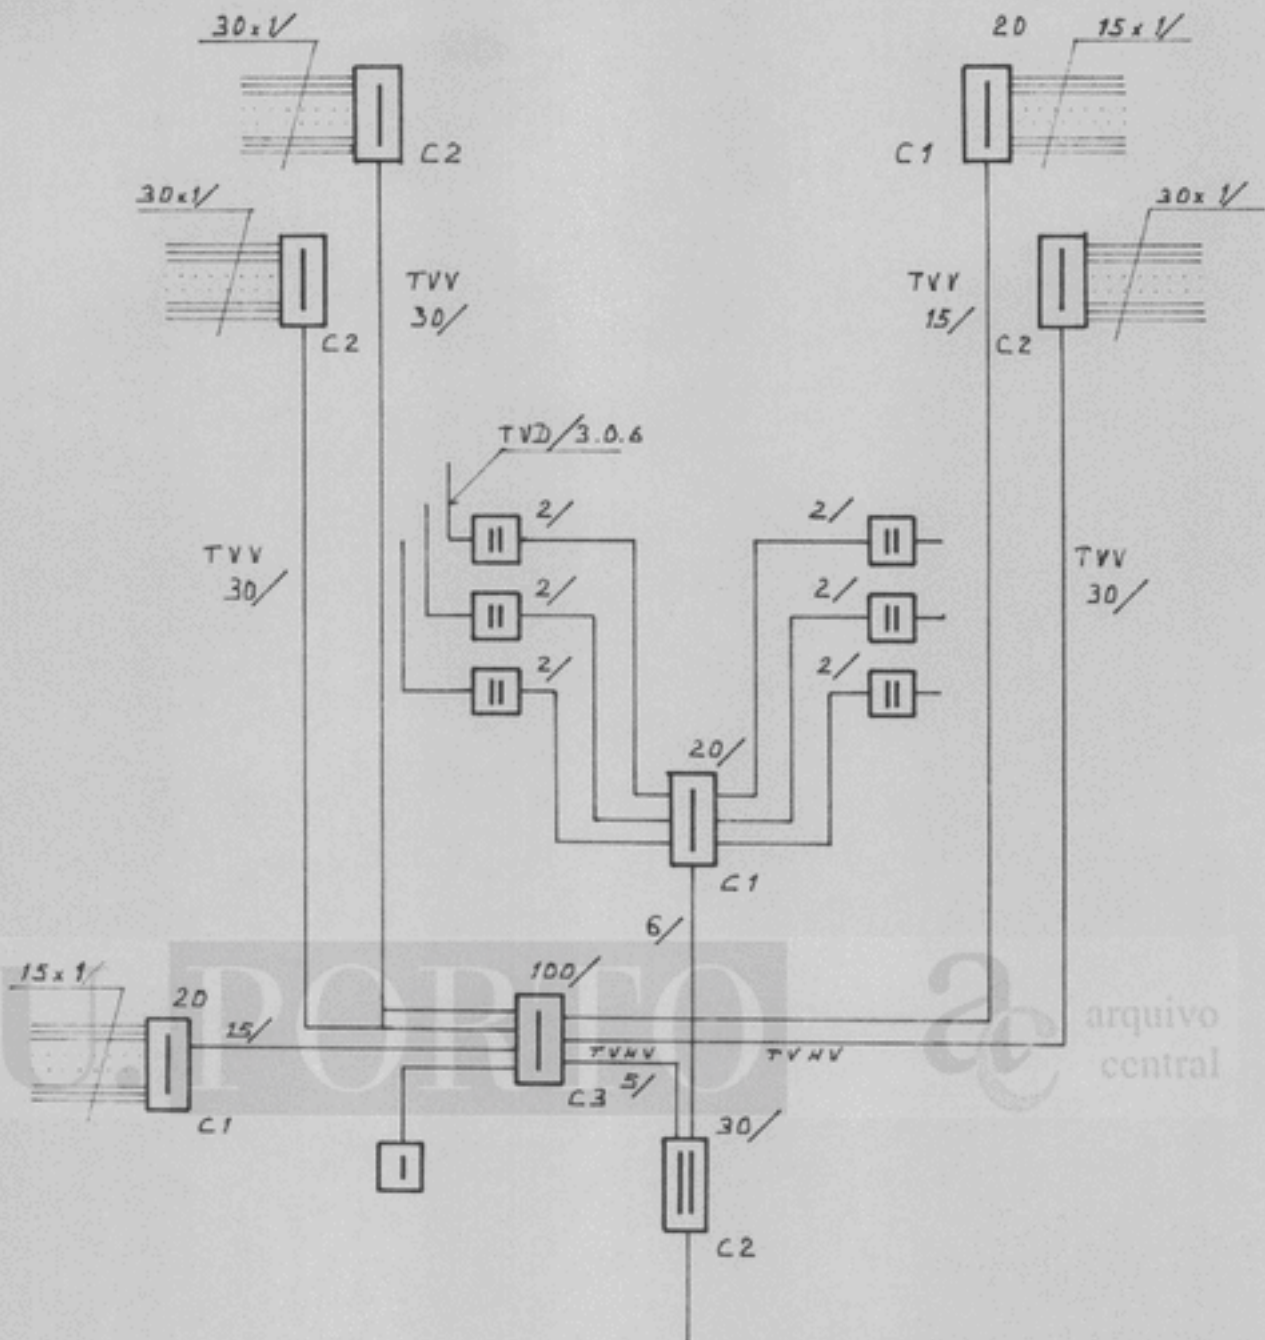 30x1/
20
15x1/
C2
C1
30x1/
30x1/
TVV
30/
TVV
15/
C2
C2
TVD/3.0.6
2/
2/
TVV
30/
TVV
30/
2/
2/
2/
2/
20/
C1
6/
15x1/
20
100/
15/
TVHV
TVHV
5/
C3
C1
30/
C2
U.PORTO
ac
arquivo
central